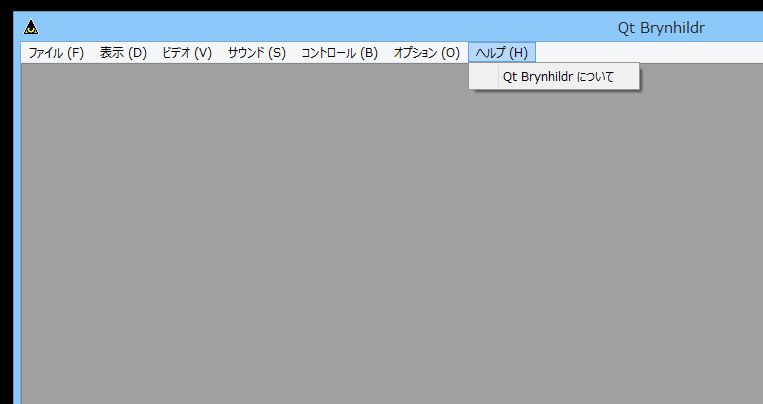 Qt Brynhildr
ファイル (F) 表示 (D) ビデオ (V) サウンド (S) コントロール (B) オプション (O) ヘルプ (H)
Qt Brynhildr について